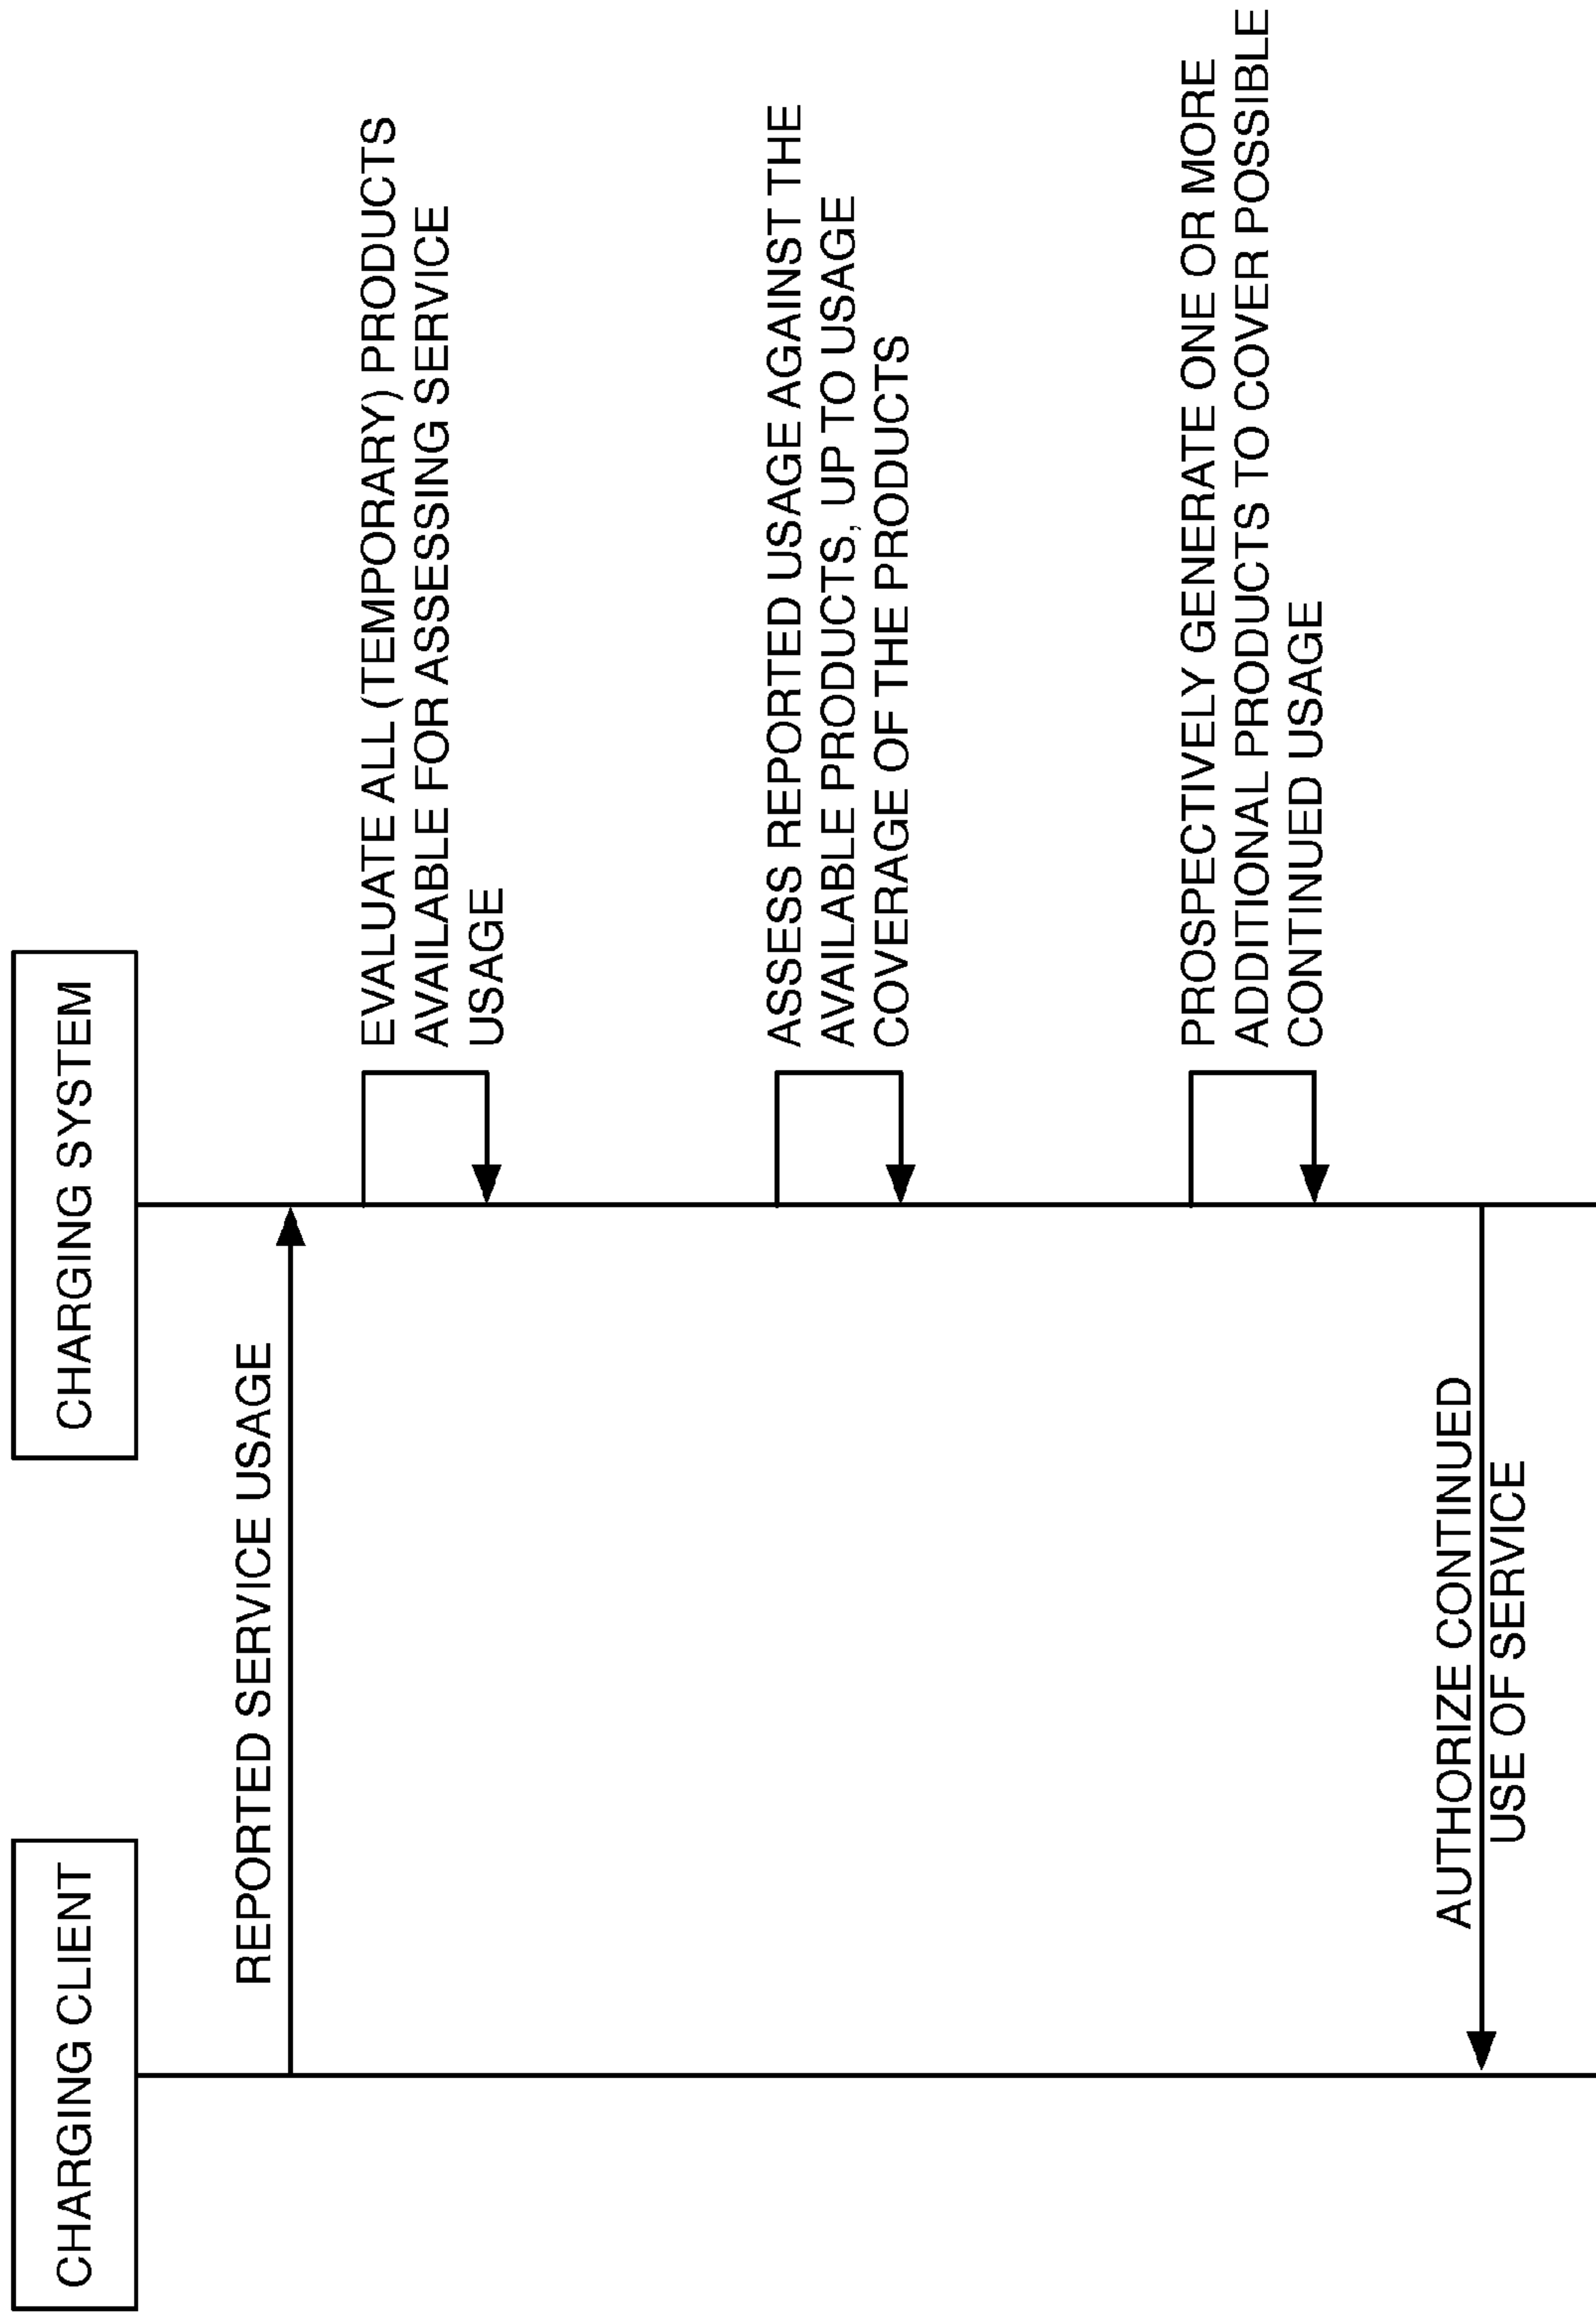 CHARGING CLIENT
CHARGING SYSTEM
REPORTED SERVICE USAGE
EVALUATE ALL (TEMPORARY) PRODUCTS
AVAILABLE FOR ASSESSING SERVICE
USAGE
ASSESS REPORTED USAGE AGAINST THE
AVAILABLE PRODUCTS, UP TO USAGE
COVERAGE OF THE PRODUCTS
PROSPECTIVELY GENERATE ONE OR MORE
ADDITIONAL PRODUCTS TO COVER POSSIBLE
CONTINUED USAGE
AUTHORIZE CONTINUED
USE OF SERVICE